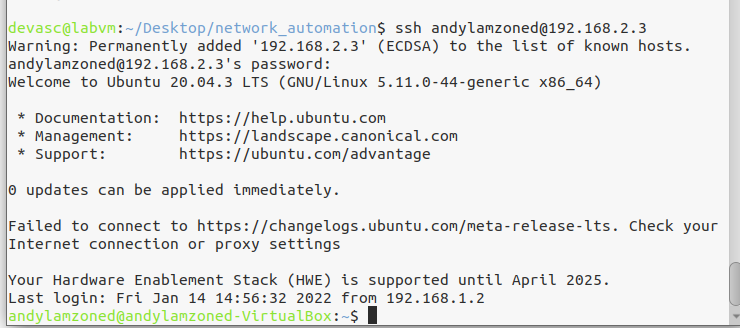 devasc@labvm:~/Desktop/network_automation$ ssh andylamzoned@192.168.2.3
Warning: Permanently added '192.168.2.3' (ECDSA) to the list of known hosts.
andylamzoned@192.168.2.3's password:
Welcome to Ubuntu 20.04.3 LTS (GNU/Linux 5.11.0-44-generic x86_64)
* Documentation:  https://help.ubuntu.com
* Management:     https://landscape.canonical.com
* Support:        https://ubuntu.com/advantage
0 updates can be applied immediately.
Failed to connect to https://changelogs.ubuntu.com/meta-release-lts. Check your
Internet connection or proxy settings
Your Hardware Enablement Stack (HWE) is supported until April 2025.
Last login: Fri Jan 14 14:56:32 2022 from 192.168.1.2
andylamzoned@andylamzoned-VirtualBox:~$